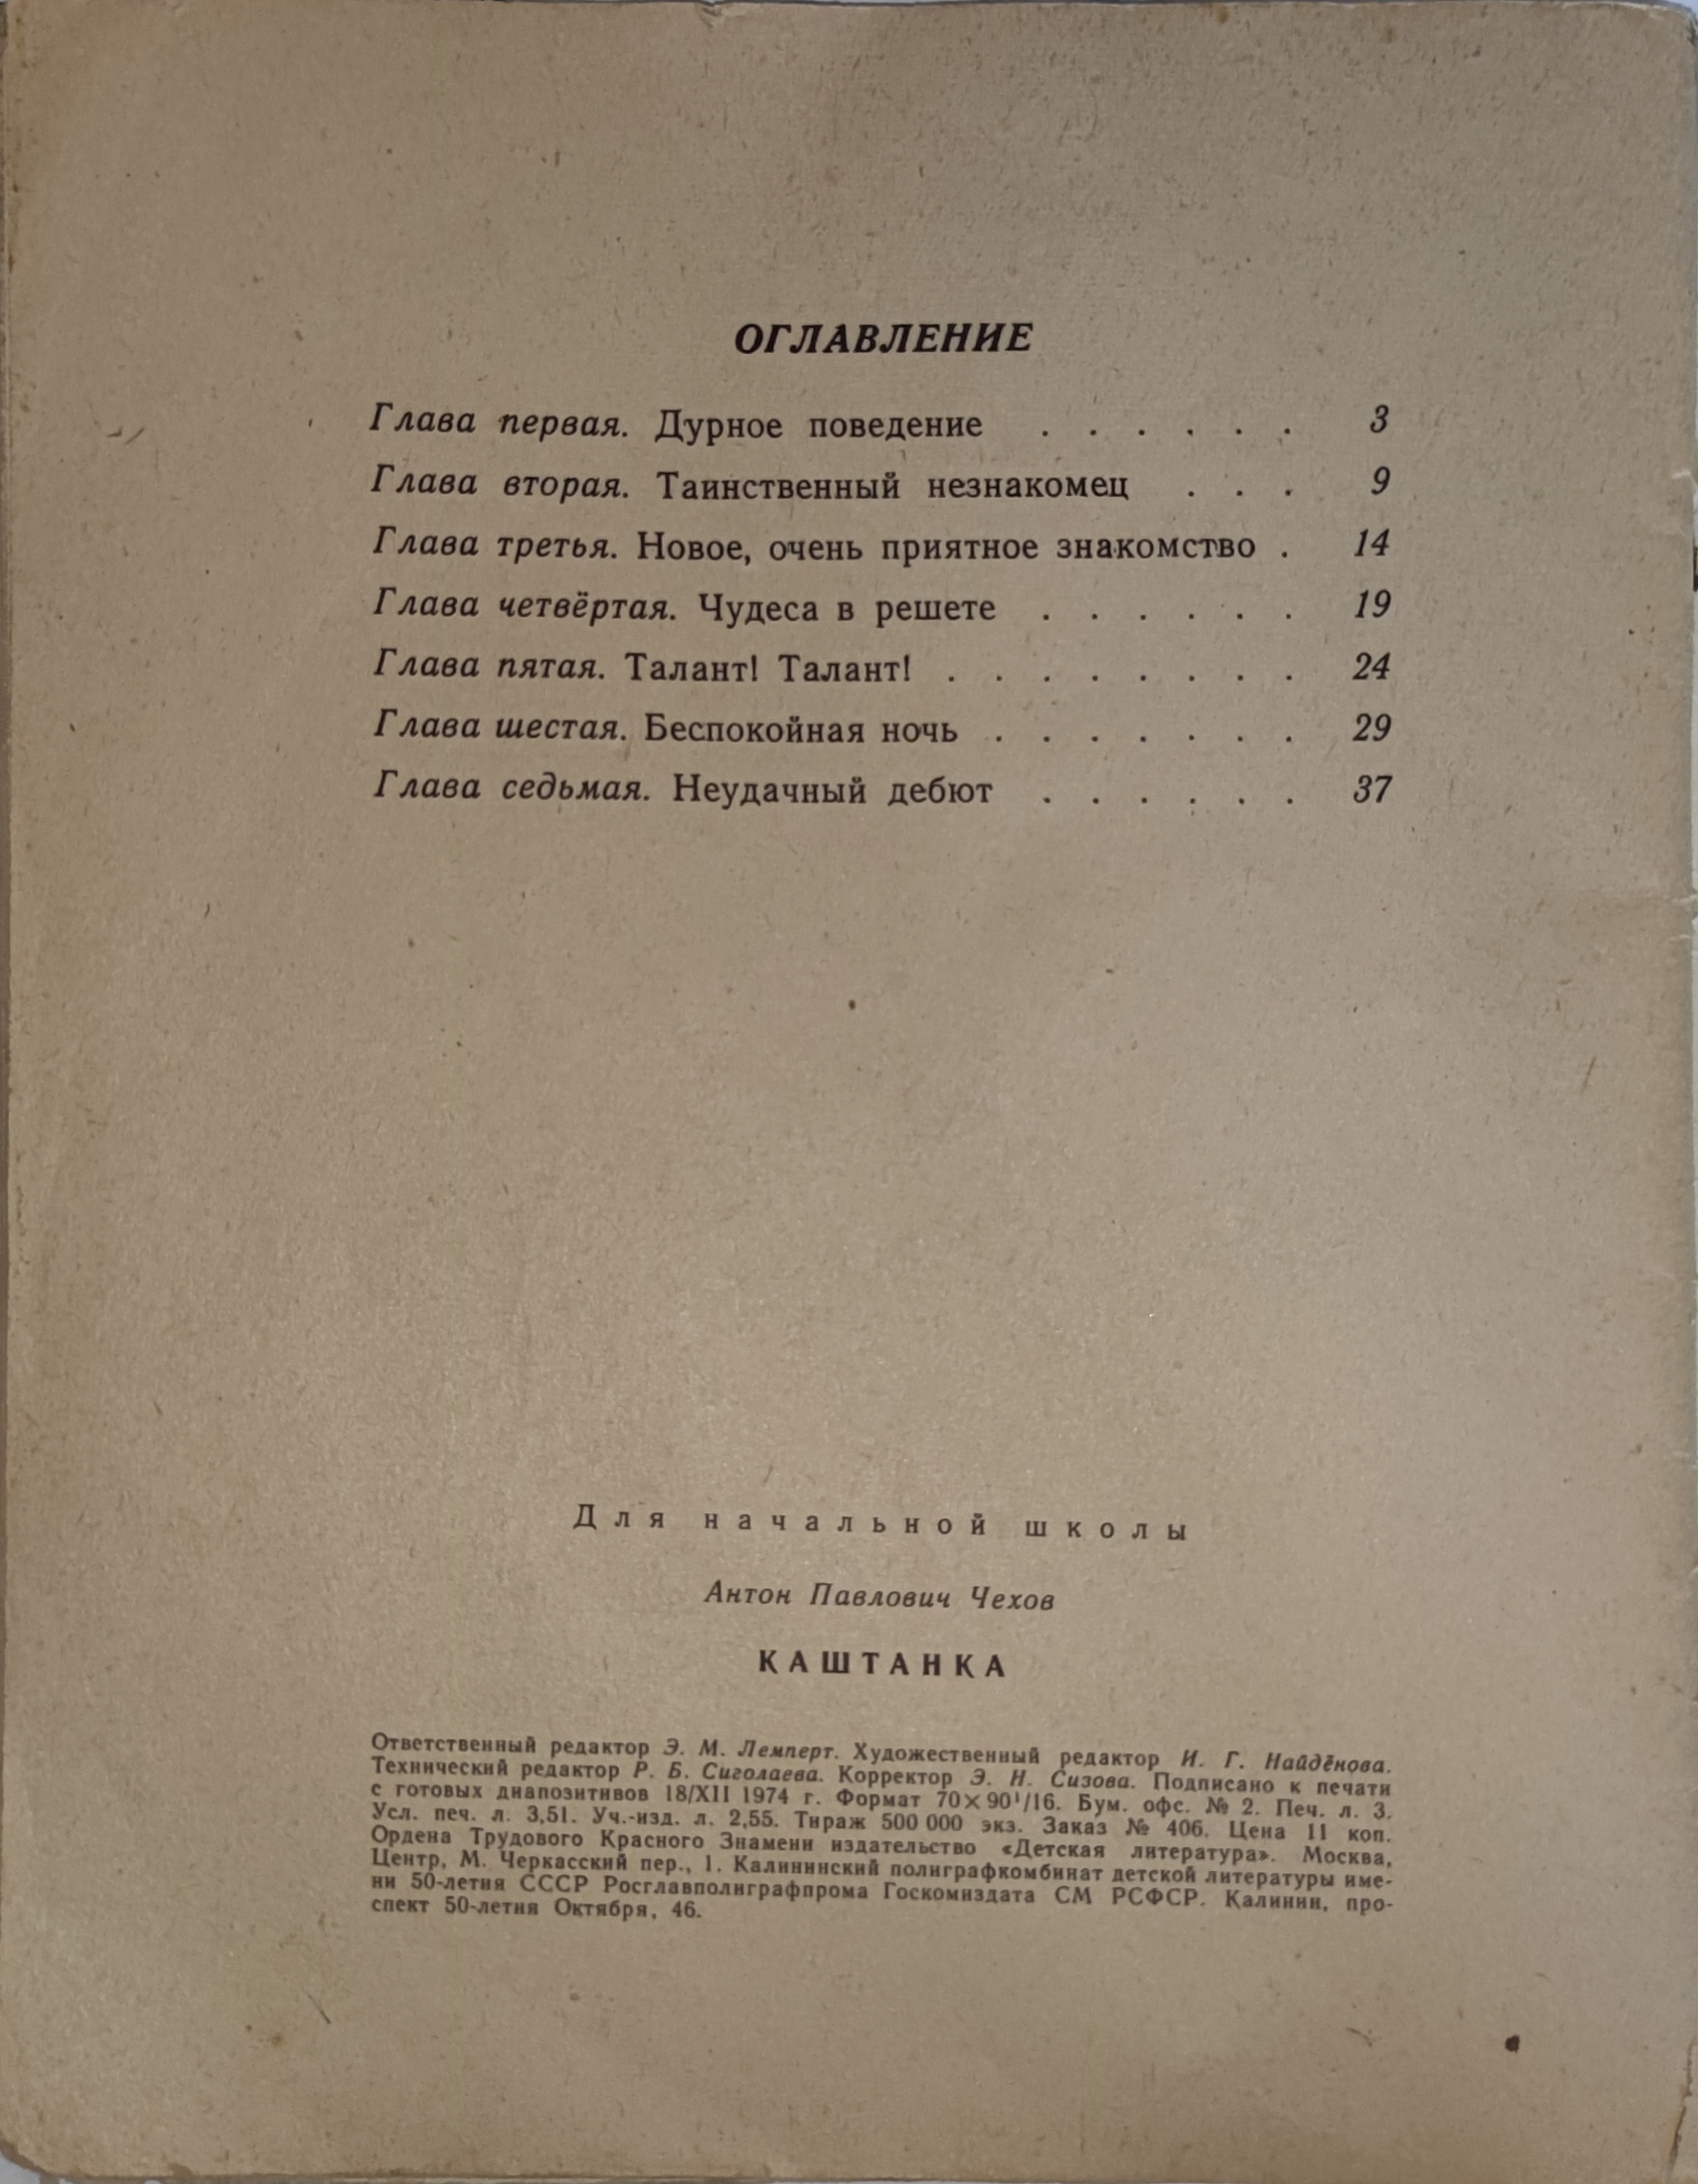 ОГЛАВЛЕНИЕ
Глава первая. Дурное поведение . . . . . . 3
Глава вторая. Таинственный незнакомец . . . 9
Глава третья. Новое, очень приятное знакомство . 14
Глава четвёртая. Чудеса в решете . . . . . . 19
Глава пятая. Талант! Талант! . . . . . . . . 24
Глава шестая. Беспокойная ночь . . . . . . . 29
Глава седьмая. Неудачный дебют . . . . . . 37
Для начальной школы
Антон Павлович Чехов
КАШТАНКА
Ответственный редактор Э. М. Лемперт. Художественный редактор И. Г. Найдёнова.
Технический редактор Р. Б. Сиголаева. Корректор Э. Н. Сизова. Подписано к печати
с готовых диапозитивов 18/XII 1974 г. Формат 70×90¹/16. Бум. офс. № 2. Печ. л. 3.
Усл. печ. л. 3,51. Уч.-изд. л. 2,55. Тираж 500 000 экз. Заказ № 406. Цена 11 коп.
Ордена Трудового Красного Знамени издательство «Детская литература». Москва,
Центр, М. Черкасский пер., 1. Калининский полиграфкомбинат детской литературы име-
ни 50-летия СССР Росглавполиграфпрома Госкомиздата СМ РСФСР. Калинин, про-
спект 50-летия Октября, 46.